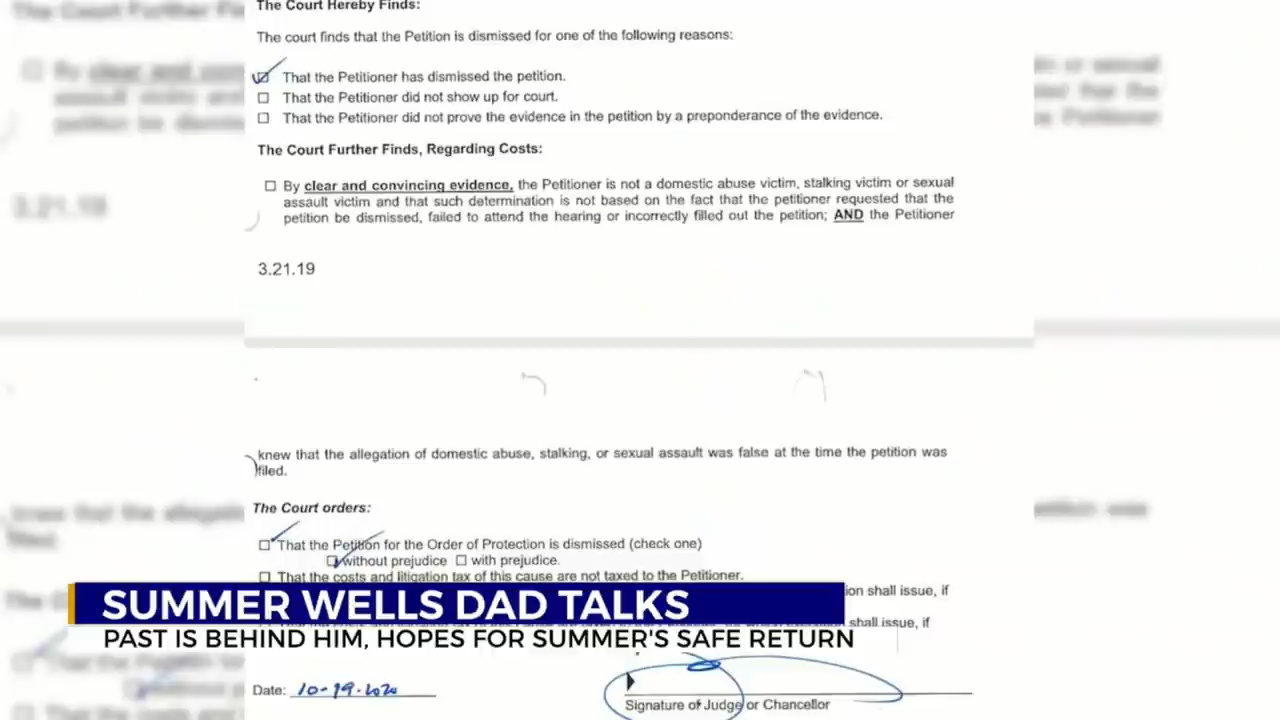 The Court Hereby Finds:
The court finds that the Petition is dismissed for one of the following reasons:
☑ That the Petitioner has dismissed the petition.
☐ That the Petitioner did not show up for court.
☐ That the Petitioner did not prove the evidence in the petition by a preponderance of the evidence.
The Court Further Finds, Regarding Costs:
☐ By clear and convincing evidence, the Petitioner is not a domestic abuse victim, stalking victim or sexual
assault victim and that such determination is not based on the fact that the petitioner requested that the
petition be dismissed, failed to attend the hearing or incorrectly filled out the petition; AND the Petitioner
3.21.19
knew that the allegation of domestic abuse, stalking, or sexual assault was false at the time the petition was
filed.
The Court orders:
☑ That the Petition for the Order of Protection is dismissed (check one)
☑ without prejudice ☐ with prejudice.
☐ That the costs and litigation tax of this cause are not taxed to the Petitioner.
shall issue, if
shall issue, if
SUMMER WELLS DAD TALKS
PAST IS BEHIND HIM, HOPES FOR SUMMER'S SAFE RETURN
Date: 10-19-2020
Signature of Judge or Chancellor